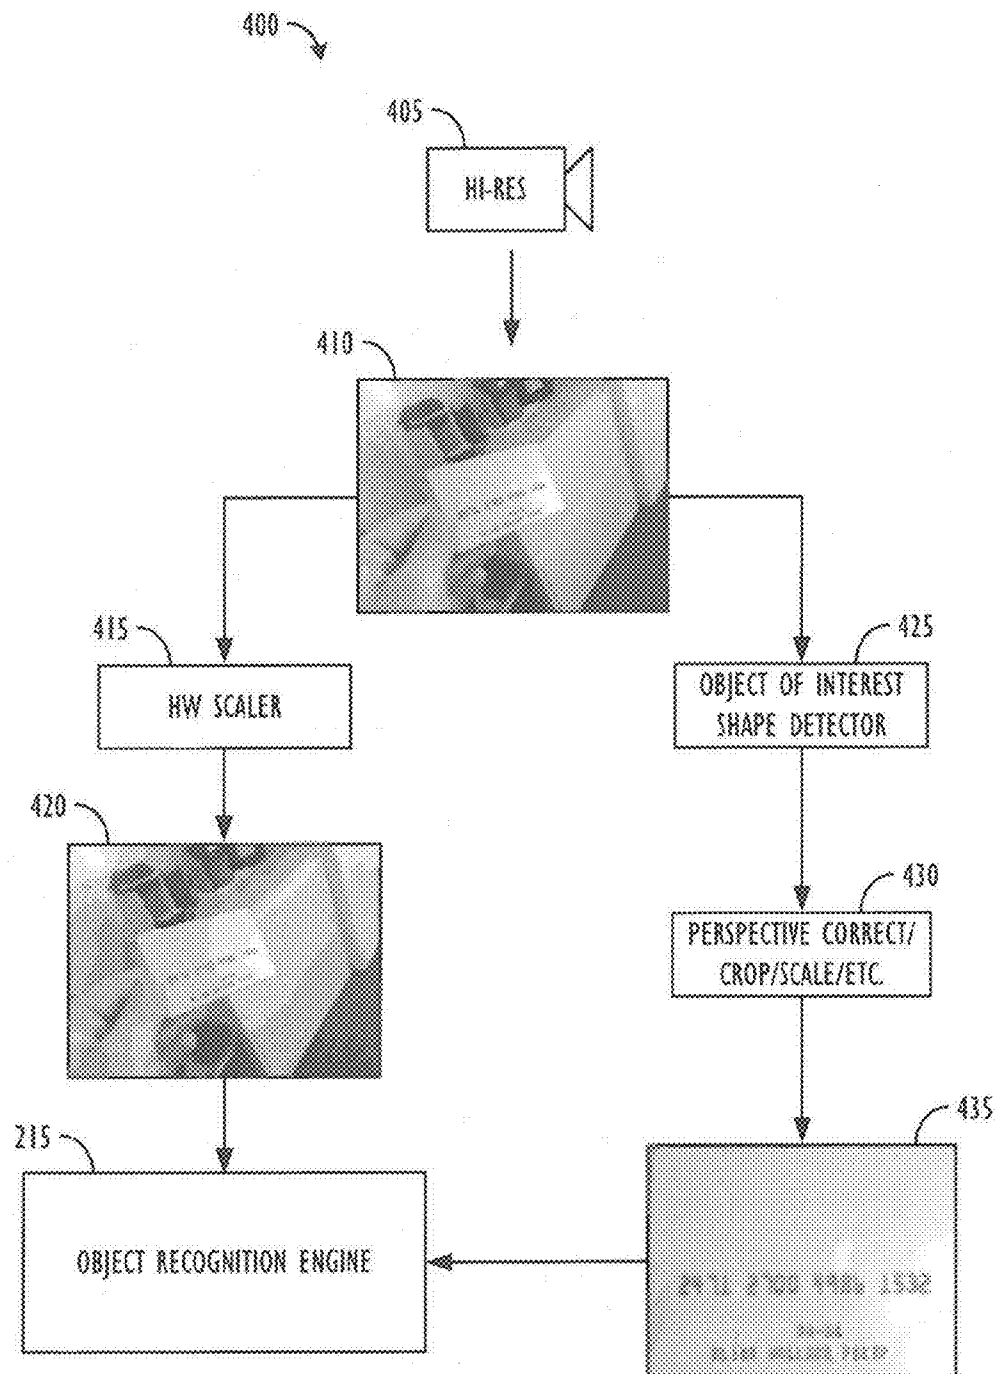 400
405
HI-RES
410
415
HW SCALER
425
OBJECT OF INTEREST
SHAPE DETECTOR
420
430
PERSPECTIVE CORRECT/
CROP/SCALE/ETC.
435
215
OBJECT RECOGNITION ENGINE
1532